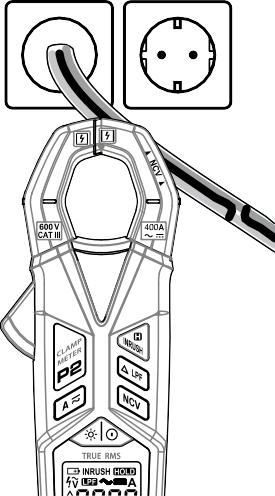 NCV
600 V
CAT III
400A
CLAMP
METER
P2
H
INRUSH
Δ LPF
A
NCV
TRUE RMS
INRUSH HOLD
LPF A